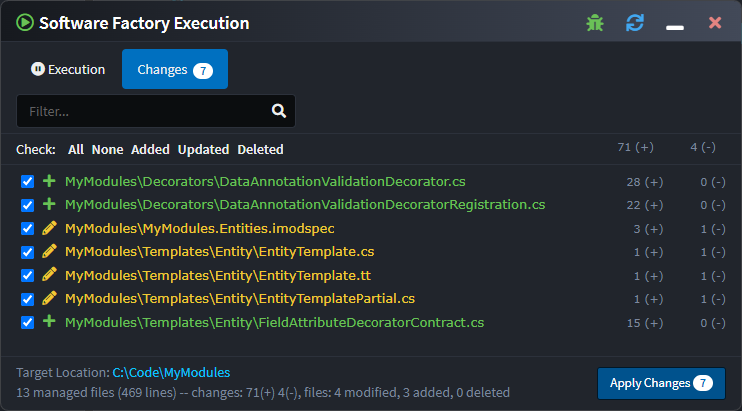 Software Factory Execution
Execution Changes 7
Filter...
Check: All None Added Updated Deleted 71 (+) 4 (-)
MyModules\Decorators\DataAnnotationValidationDecorator.cs 28 (+) 0 (-)
MyModules\Decorators\DataAnnotationValidationDecoratorRegistration.cs 22 (+) 0 (-)
MyModules\MyModules.Entities.imodspec 3 (+) 1 (-)
MyModules\Templates\Entity\EntityTemplate.cs 1 (+) 1 (-)
MyModules\Templates\Entity\EntityTemplate.tt 1 (+) 1 (-)
MyModules\Templates\Entity\EntityTemplatePartial.cs 1 (+) 1 (-)
MyModules\Templates\Entity\FieldAttributeDecoratorContract.cs 15 (+) 0 (-)
Target Location: C:\Code\MyModules
13 managed files (469 lines) -- changes: 71(+) 4(-), files: 4 modified, 3 added, 0 deleted
Apply Changes 7